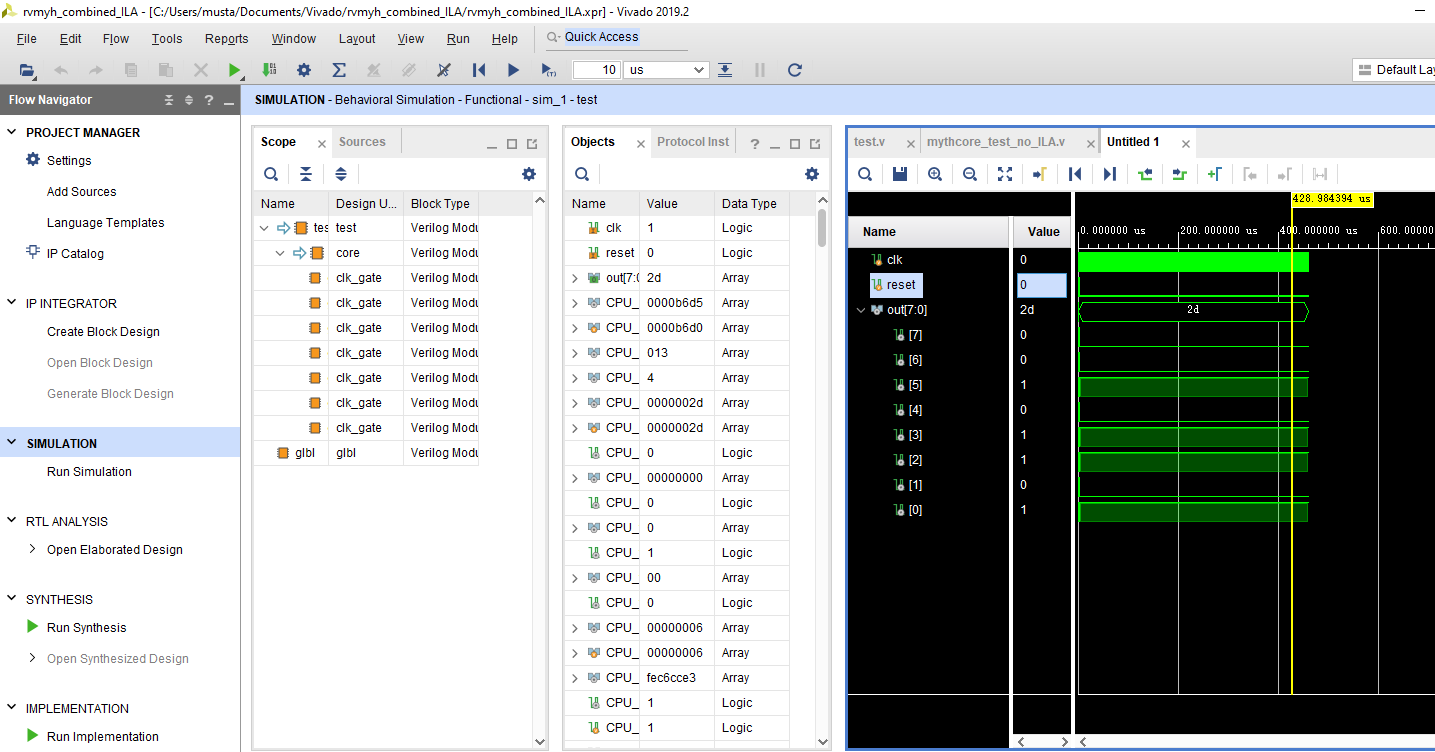 rvmyh_combined_ILA - [C:/Users/musta/Documents/Vivado/rvmyh_combined_ILA/rvmyh_combined_ILA.xpr] - Vivado 2019.2
File Edit Flow Tools Reports Window Layout View Run Help Quick Access
10 us Default Lay
Flow Navigator
PROJECT MANAGER
Settings
Add Sources
Language Templates
IP Catalog
IP INTEGRATOR
Create Block Design
Open Block Design
Generate Block Design
SIMULATION
Run Simulation
RTL ANALYSIS
Open Elaborated Design
SYNTHESIS
Run Synthesis
Open Synthesized Design
IMPLEMENTATION
Run Implementation
SIMULATION - Behavioral Simulation - Functional - sim_1 - test
Scope Sources
Name Design U... Block Type
tes test Verilog Modu
core Verilog Modu
clk_gate Verilog Modu
clk_gate Verilog Modu
clk_gate Verilog Modu
clk_gate Verilog Modu
clk_gate Verilog Modu
clk_gate Verilog Modu
clk_gate Verilog Modu
glbl glbl Verilog Modu
Objects Protocol Inst
Name Value Data Type
clk 1 Logic
reset 0 Logic
out[7:0] 2d Array
CPU_ 0000b6d5 Array
CPU_ 0000b6d0 Array
CPU_ 013 Array
CPU_ 4 Array
CPU_ 0000002d Array
CPU_ 0000002d Array
CPU_ 0 Logic
CPU_ 00000000 Array
CPU_ 0 Logic
CPU_ 0 Array
CPU_ 1 Logic
CPU_ 00 Array
CPU_ 0 Logic
CPU_ 00000006 Array
CPU_ 00000006 Array
CPU_ fec6cce3 Array
CPU_ 1 Logic
CPU_ 1 Logic
test.v mythcore_test_no_ILA.v Untitled 1
428.984394 us
Name Value
0.000000 us 200.000000 us 400.000000 us 600.0000
clk 0
reset 0
out[7:0] 2d 2d
[7] 0
[6] 0
[5] 1
[4] 0
[3] 1
[2] 1
[1] 0
[0] 1